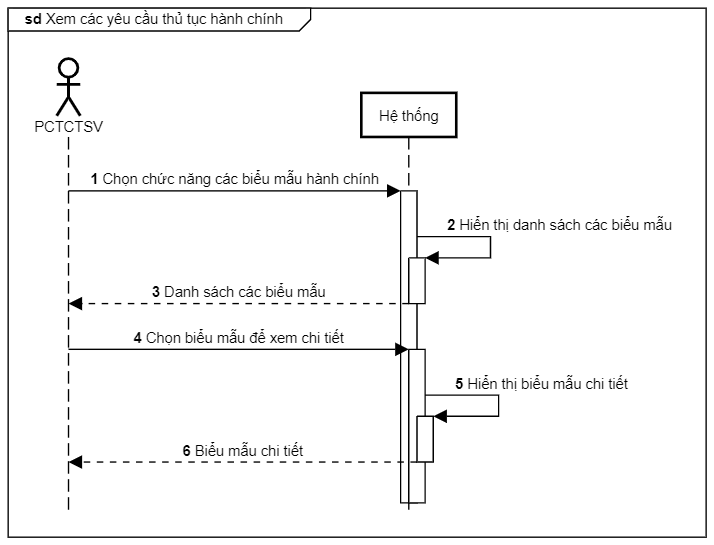 sd Xem các yêu cầu thủ tục hành chính
PCTCTSV
Hệ thống
1 Chọn chức năng các biểu mẫu hành chính
2 Hiển thị danh sách các biểu mẫu
3 Danh sách các biểu mẫu
4 Chọn biểu mẫu để xem chi tiết
5 Hiển thị biểu mẫu chi tiết
6 Biểu mẫu chi tiết